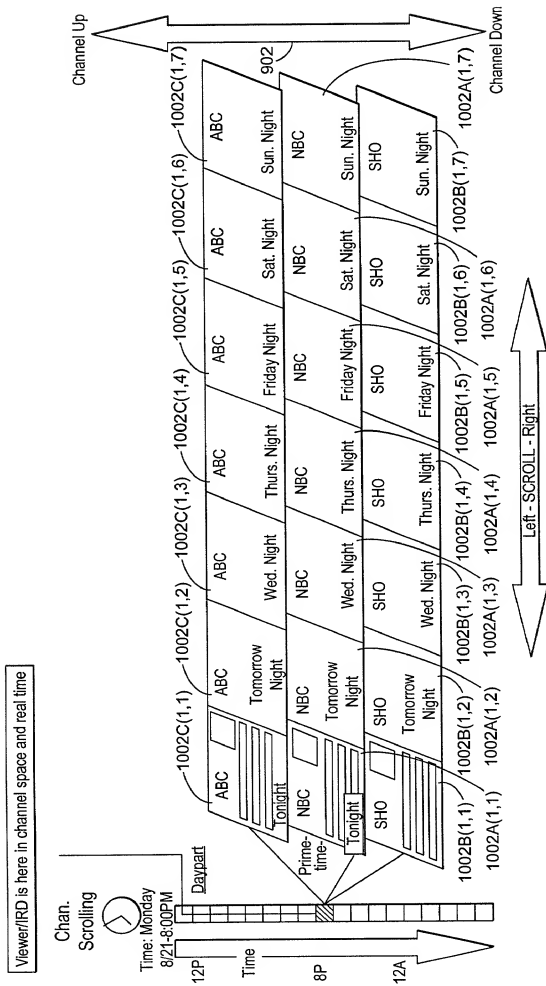 Viewer/IRD is here in channel space and real time
Chan.
Scrolling
Time: Monday
8/21-8:00PM
Daypart
12P
Time
8P
12A
Prime-
time-
Channel Up
902
Channel Down
1002C(1,1)
1002C(1,2)
1002C(1,3)
1002C(1,4)
1002C(1,5)
1002C(1,6)
1002C(1,7)
ABC
Tonight
ABC
Tomorrow
Night
ABC
Wed. Night
ABC
Thurs. Night
ABC
Friday Night
ABC
Sat. Night
ABC
Sun. Night
NBC
Tonight
NBC
Tomorrow
Night
NBC
Wed. Night
NBC
Thurs. Night
NBC
Friday Night
NBC
Sat. Night
NBC
Sun. Night
SHO
SHO
Tomorrow
Night
SHO
Wed. Night
SHO
Thurs. Night
SHO
Friday Night
SHO
Sat. Night
SHO
Sun. Night
1002B(1,1)
1002A(1,1)
1002B(1,2)
1002A(1,2)
1002B(1,3)
1002A(1,3)
1002B(1,4)
1002A(1,4)
1002B(1,5)
1002A(1,5)
1002B(1,6)
1002A(1,6)
1002B(1,7)
1002A(1,7)
Left - SCROLL - Right